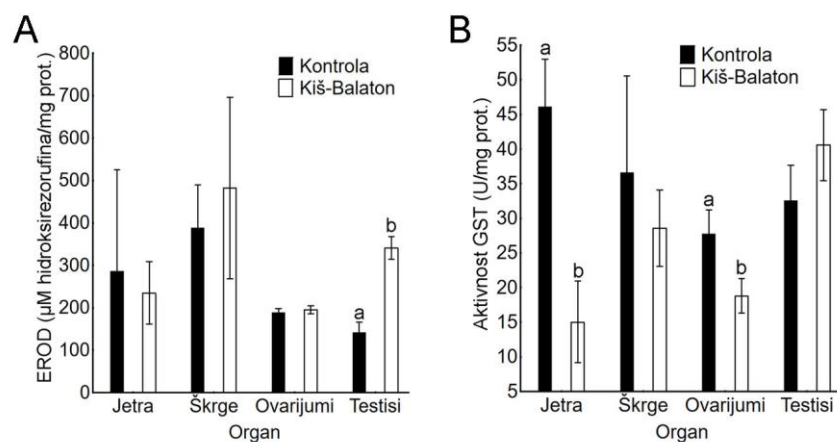 A
EROD (µM hidroksirezorufina/mg prot.)
800
700
600
500
400
300
200
100
0
Kontrola
Kiš-Balaton
a
b
Jetra Škrge Ovarijumi Testisi
Organ
B
Aktivnost GST (U/mg prot.)
55
50
45
40
35
30
25
20
15
10
5
Kontrola
Kiš-Balaton
a
b
a
b
Jetra Škrge Ovarijumi Testisi
Organ